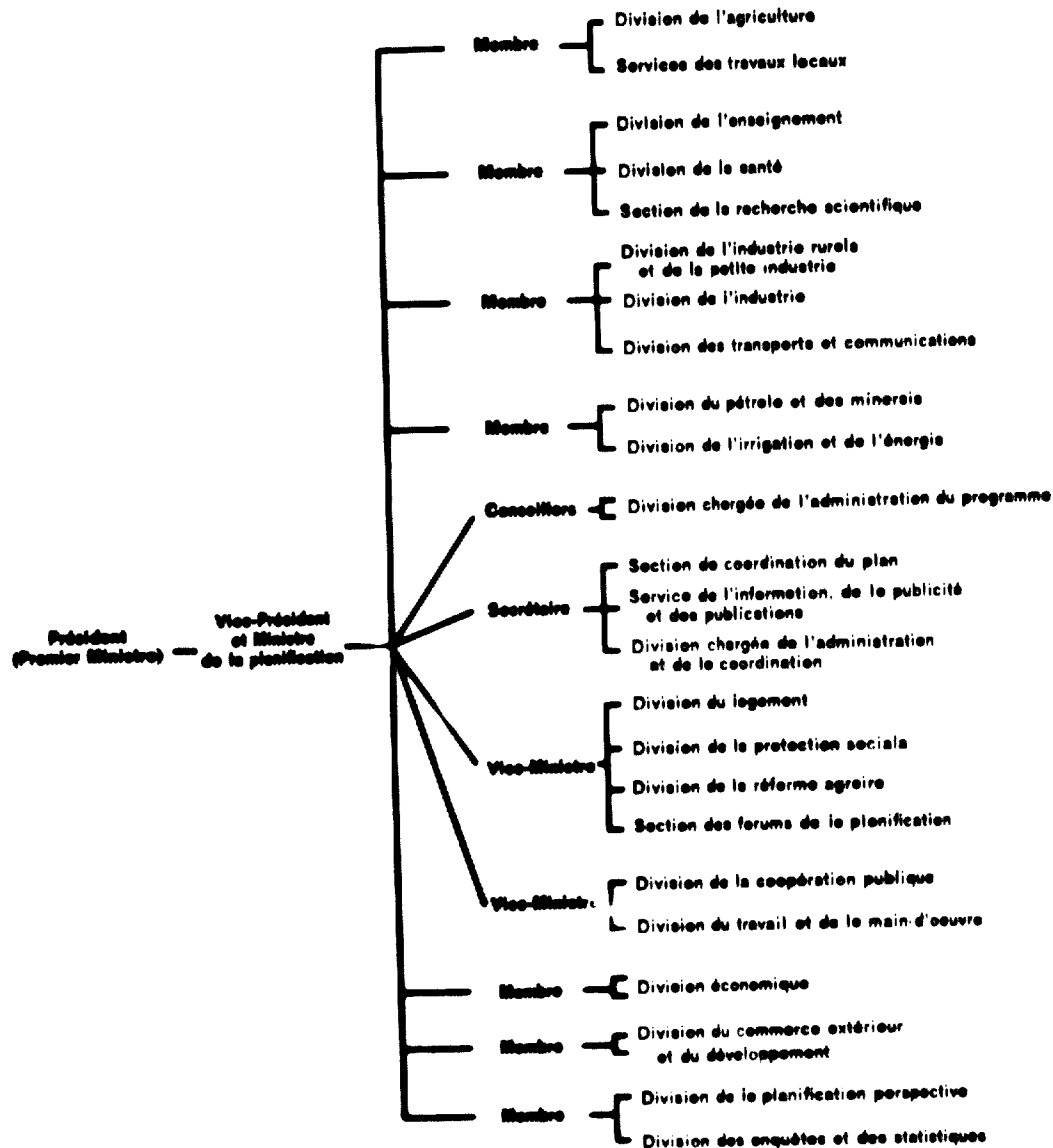 Division de l'agriculture
Membre
Services des travaux locaux
Division de l'enseignement
Membre
Division de la santé
Section de la recherche scientifique
Division de l'industrie rurale
et de la petite industrie
Membre
Division de l'industrie
Division des transports et communications
Division du pétrole et des minerais
Membre
Division de l'irrigation et de l'énergie
Conseillers
Division chargée de l'administration du programme
Section de coordination du plan
Secrétaire
Service de l'information, de la publicité
et des publications
Division chargée de l'administration
et de la coordination
Président
(Premier Ministre)
Vice-Président
et Ministre
de la planification
Division du logement
Division de la protection sociale
Vice-Ministre
Division de la réforme agraire
Section des forums de la planification
Division de la coopération publique
Vice-Ministre
Division du travail et de la main-d'oeuvre
Membre
Division économique
Division du commerce extérieur
et du développement
Membre
Division de la planification perspective
Membre
Division des enquêtes et des statistiques